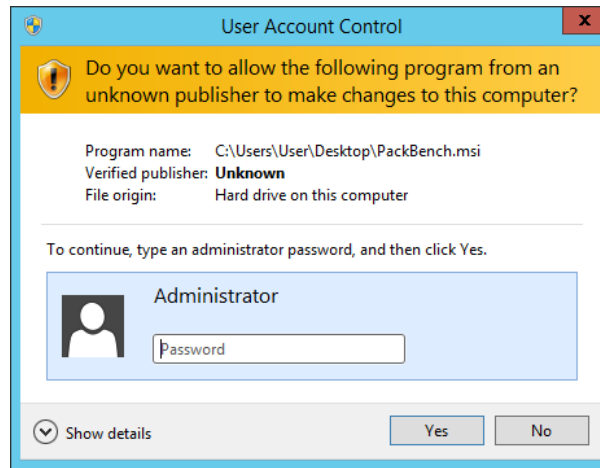 User Account Control
x
Do you want to allow the following program from an
unknown publisher to make changes to this computer?
Program name: C:\Users\User\Desktop\PackBench.msi
Verified publisher: Unknown
File origin: Hard drive on this computer
To continue, type an administrator password, and then click Yes.
Administrator
Password
Show details
Yes
No